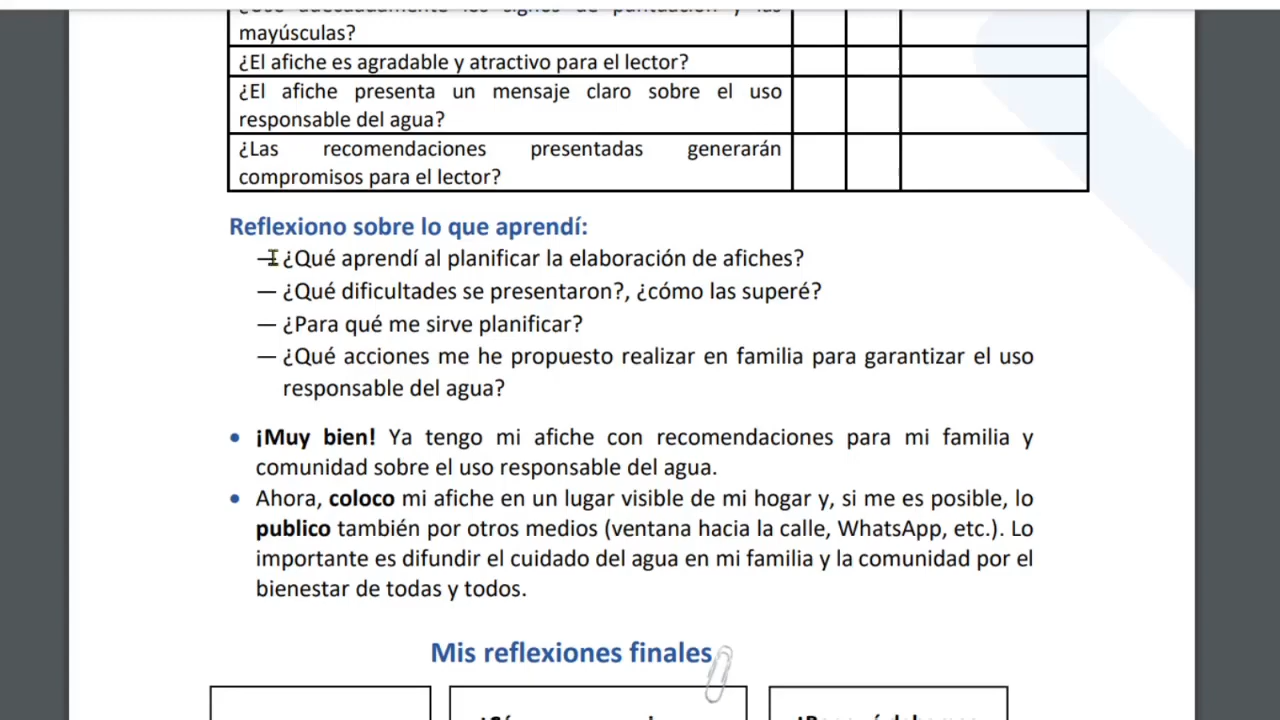 mayúsculas?
¿El afiche es agradable y atractivo para el lector?
¿El afiche presenta un mensaje claro sobre el uso
responsable del agua?
¿Las recomendaciones presentadas generarán
compromisos para el lector?
Reflexiono sobre lo que aprendí:
— ¿Qué aprendí al planificar la elaboración de afiches?
— ¿Qué dificultades se presentaron?, ¿cómo las superé?
— ¿Para qué me sirve planificar?
— ¿Qué acciones me he propuesto realizar en familia para garantizar el uso
responsable del agua?
• ¡Muy bien! Ya tengo mi afiche con recomendaciones para mi familia y
comunidad sobre el uso responsable del agua.
• Ahora, coloco mi afiche en un lugar visible de mi hogar y, si me es posible, lo
publico también por otros medios (ventana hacia la calle, WhatsApp, etc.). Lo
importante es difundir el cuidado del agua en mi familia y la comunidad por el
bienestar de todas y todos.
Mis reflexiones finales